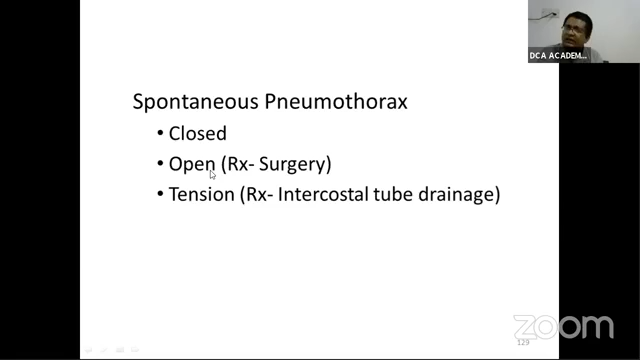 DCA ACADEM...
Spontaneous Pneumothorax
• Closed
• Open (Rx- Surgery)
• Tension (Rx- Intercostal tube drainage)
zoom
129